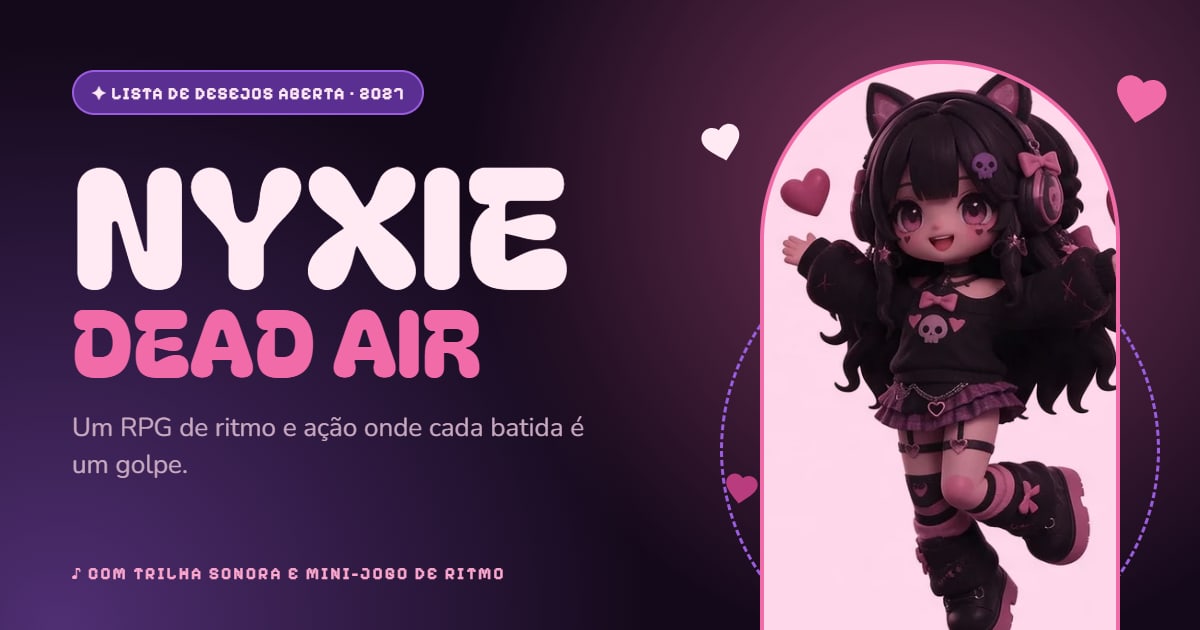 ✦ LISTA DE DESEJOS ABERTA · 2027
NYXIE
DEAD AIR
Um RPG de ritmo e ação onde cada batida é
um golpe.
♪ COM TRILHA SONORA E MINI-JOGO DE RITMO